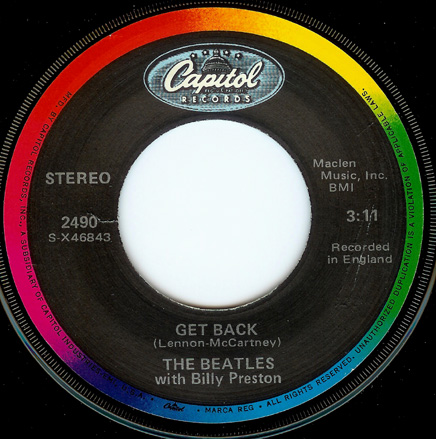 Capitol
RECORDS
STEREO
2490
S-X46843
Maclen
Music, Inc.
BMI
3:11
Recorded
in England
GET BACK
(Lennon-McCartney)
THE BEATLES
with Billy Preston
MFG. BY CAPITOL RECORDS, INC., A SUBSIDIARY OF CAPITOL INDUSTRIES
Capitol • MARCA REG • ALL RIGHTS RESERVED. UNAUTHORIZED DUPLICATION IS A VIOLATION OF APPLICABLE LAWS.